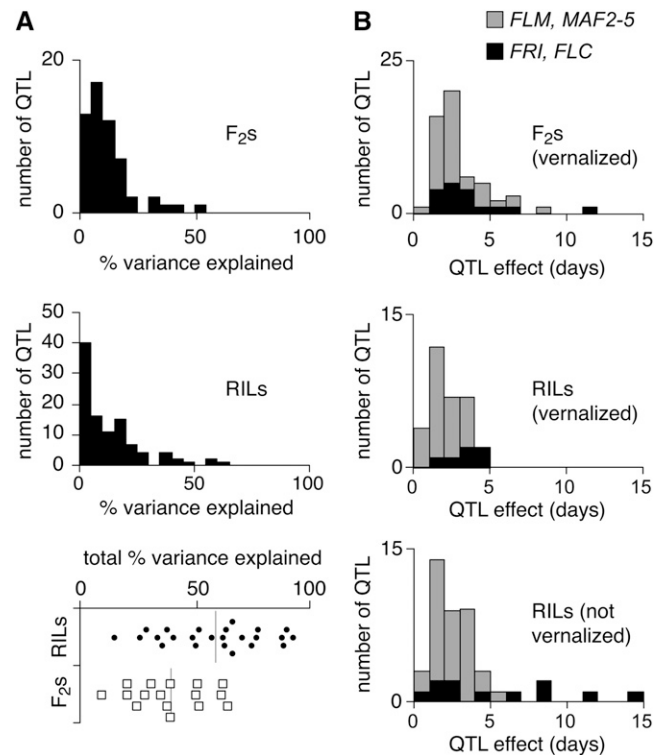 A
20
number of QTL
F2s
0
0 100
% variance explained
50
40
30
20
10
0
number of QTL
RILs
0 50 100
% variance explained
total % variance explained
0 50 100
RILs
F2s
B
FLM, MAF2-5
FRI, FLC
25
number of QTL
F2s
(vernalized)
0
0 5 10 15
QTL effect (days)
15
number of QTL
RILs
(vernalized)
0
0 5 10 15
QTL effect (days)
15
number of QTL
RILs (not
vernalized)
0
0 5 10 15
QTL effect (days)